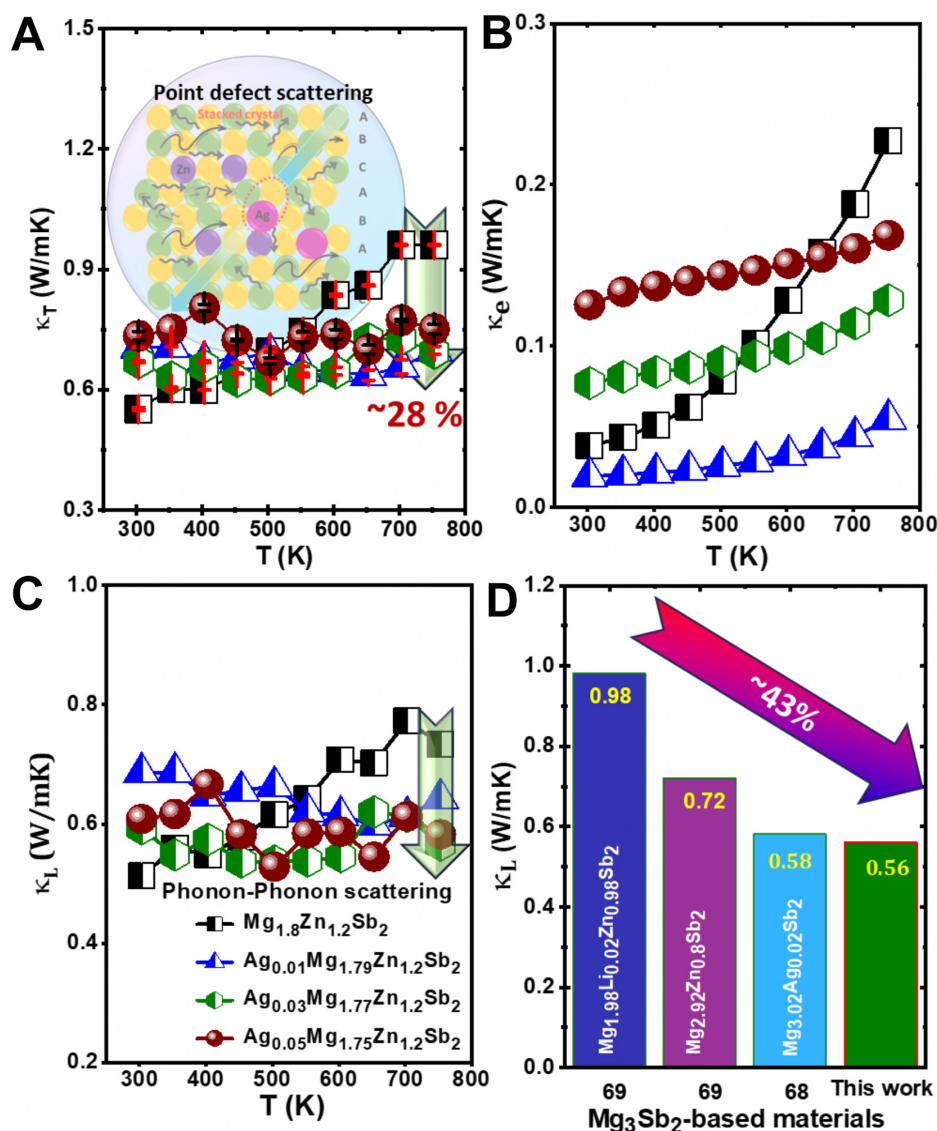 A
κT (W/mK)
1.5
1.2
0.9
0.6
0.3
Point defect scattering
Stacked crystal
Zn
Ag
A
B
C
A
B
A
~28 %
300 400 500 600 700 800
T (K)
B
κe (W/mK)
0.3
0.2
0.1
0.0
300 400 500 600 700 800
T (K)
C
κL (W/mK)
1.0
0.8
0.6
0.4
0.2
Phonon-Phonon scattering
Mg1.8Zn1.2Sb2
Ag0.01Mg1.79Zn1.2Sb2
Ag0.03Mg1.77Zn1.2Sb2
Ag0.05Mg1.75Zn1.2Sb2
300 400 500 600 700 800
T (K)
D
κL (W/mK)
1.2
1.0
0.8
0.6
0.4
0.2
0.0
~43%
0.98
0.72
0.58
0.56
Mg1.98Li0.02Zn0.98Sb2
Mg2.92Zn0.8Sb2
Mg3.02Ag0.02Sb2
69 69 68 This work
Mg3Sb2-based materials